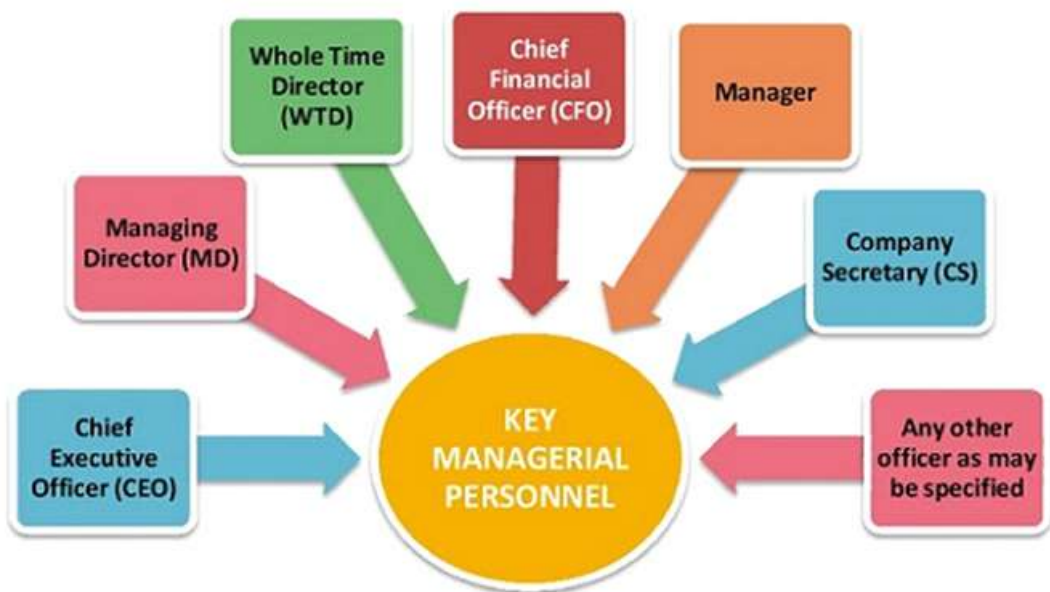 Chief
Executive
Officer (CEO)
Managing
Director (MD)
Whole Time
Director
(WTD)
Chief
Financial
Officer (CFO)
Manager
Company
Secretary (CS)
Any other
officer as may
be specified
KEY
MANAGERIAL
PERSONNEL